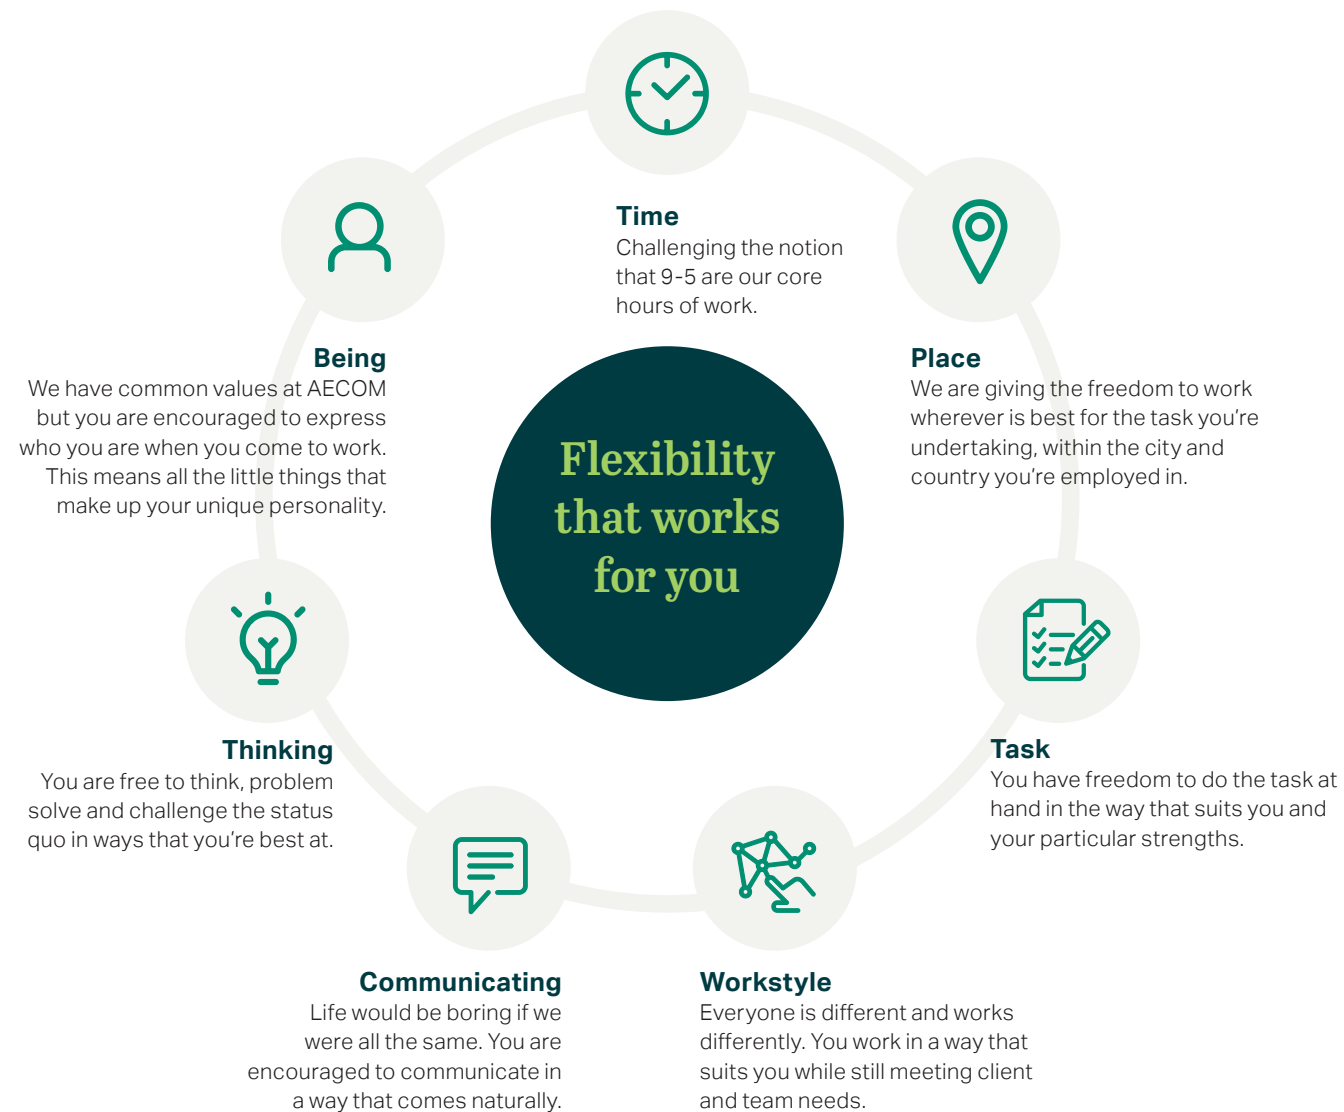 Time
Challenging the notion
that 9-5 are our core
hours of work.
Place
We are giving the freedom to work
wherever is best for the task you’re
undertaking, within the city and
country you’re employed in.
Task
You have freedom to do the task at
hand in the way that suits you and
your particular strengths.
Workstyle
Everyone is different and works
differently. You work in a way that
suits you while still meeting client
and team needs.
Communicating
Life would be boring if we
were all the same. You are
encouraged to communicate in
a way that comes naturally.
Thinking
You are free to think, problem
solve and challenge the status
quo in ways that you’re best at.
Being
We have common values at AECOM
but you are encouraged to express
who you are when you come to work.
This means all the little things that
make up your unique personality.
Flexibility
that works
for you